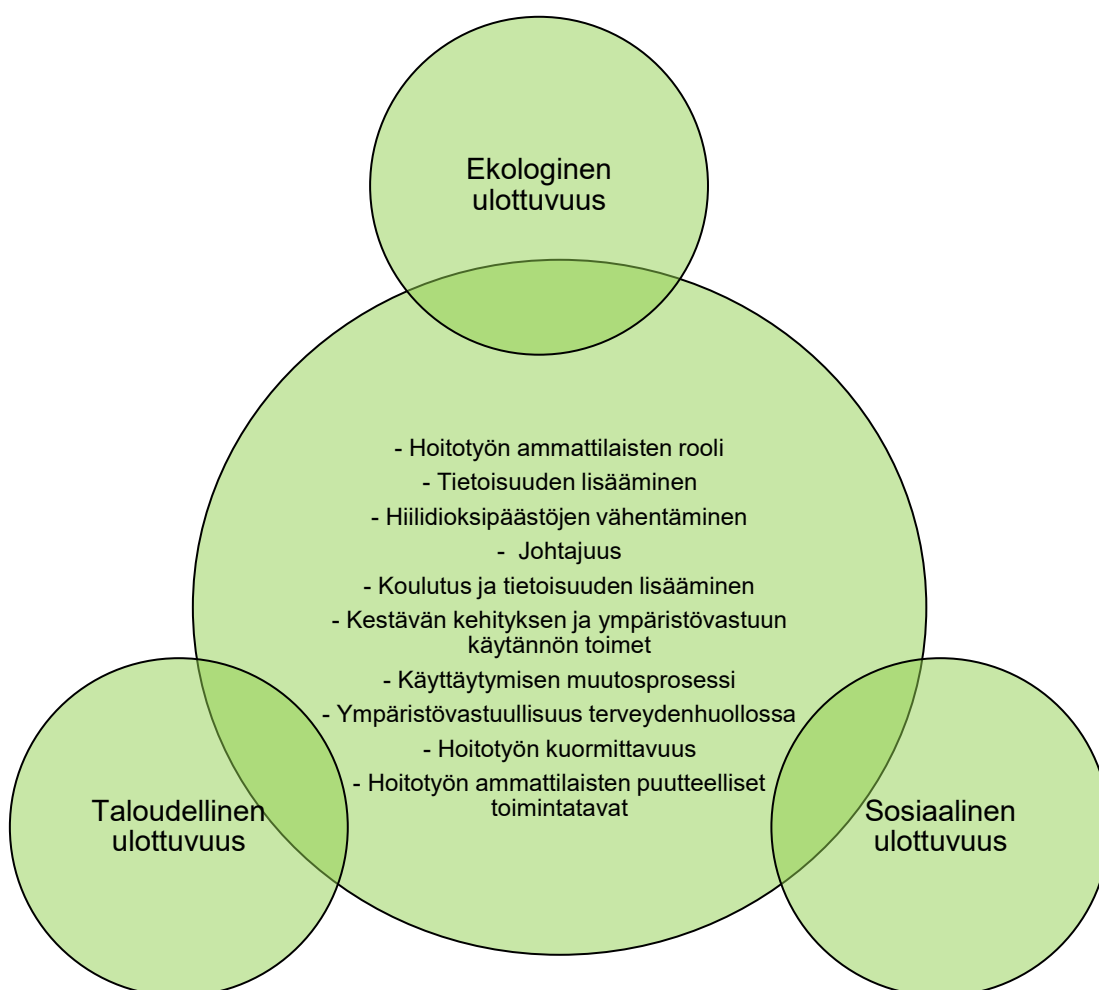 Ekologinen
ulottuvuus
- Hoitotyön ammattilaisten rooli
- Tietoisuuden lisääminen
- Hiilidioksipäästöjen vähentäminen
- Johtajuus
- Koulutus ja tietoisuuden lisääminen
- Kestävän kehityksen ja ympäristövastuun
käytännön toimet
- Käyttäytymisen muutosprosessi
- Ympäristövastuullisuus terveydenhuollossa
- Hoitotyön kuormittavuus
- Hoitotyön ammattilaisten puutteelliset
toimintatavat
Taloudellinen
ulottuvuus
Sosiaalinen
ulottuvuus